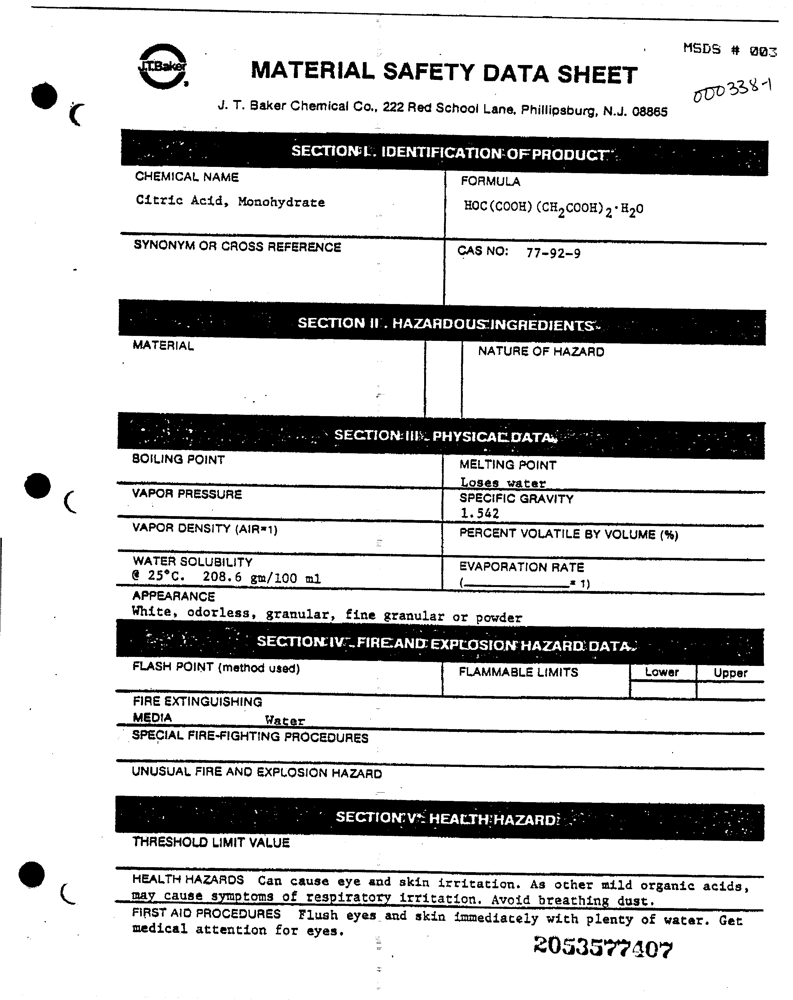 MSDS # 003
J.T.Baker
MATERIAL SAFETY DATA SHEET
000338-1
J. T. Baker Chemical Co., 222 Red School Lane, Phillipsburg, N.J. 08865
SECTION I. IDENTIFICATION OF PRODUCT
CHEMICAL NAME
Citric Acid, Monohydrate
FORMULA
HOC(COOH)(CH₂COOH)₂·H₂O
SYNONYM OR CROSS REFERENCE
CAS NO: 77-92-9
SECTION II. HAZARDOUS INGREDIENTS
MATERIAL
NATURE OF HAZARD
SECTION III. PHYSICAL DATA
BOILING POINT
MELTING POINT
Loses water
VAPOR PRESSURE
SPECIFIC GRAVITY
1.542
VAPOR DENSITY (AIR=1)
PERCENT VOLATILE BY VOLUME (%)
WATER SOLUBILITY
@ 25°C. 208.6 gm/100 ml
EVAPORATION RATE
(________ = 1)
APPEARANCE
White, odorless, granular, fine granular or powder
SECTION IV. FIRE AND EXPLOSION HAZARD DATA
FLASH POINT (method used)
FLAMMABLE LIMITS Lower Upper
FIRE EXTINGUISHING
MEDIA Water
SPECIAL FIRE-FIGHTING PROCEDURES
UNUSUAL FIRE AND EXPLOSION HAZARD
SECTION V. HEALTH HAZARD
THRESHOLD LIMIT VALUE
HEALTH HAZARDS Can cause eye and skin irritation. As other mild organic acids,
may cause symptoms of respiratory irritation. Avoid breathing dust.
FIRST AID PROCEDURES Flush eyes and skin immediately with plenty of water. Get
medical attention for eyes.
2053577407